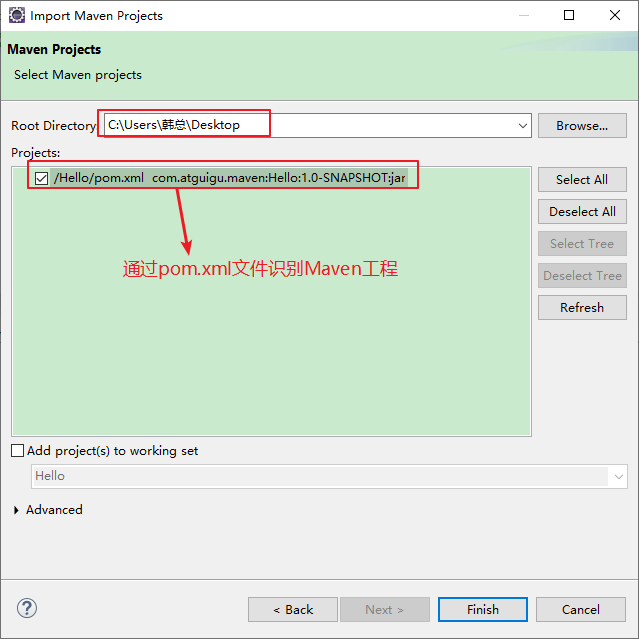 Import Maven Projects
Maven Projects
Select Maven projects
Root Directory: C:\Users\韩总\Desktop Browse...
Projects:
/Hello/pom.xml com.atguigu.maven:Hello:1.0-SNAPSHOT:jar
Select All
Deselect All
Select Tree
Deselect Tree
Refresh
通过pom.xml文件识别Maven工程
Add project(s) to working set
Hello
Advanced
? < Back Next > Finish Cancel